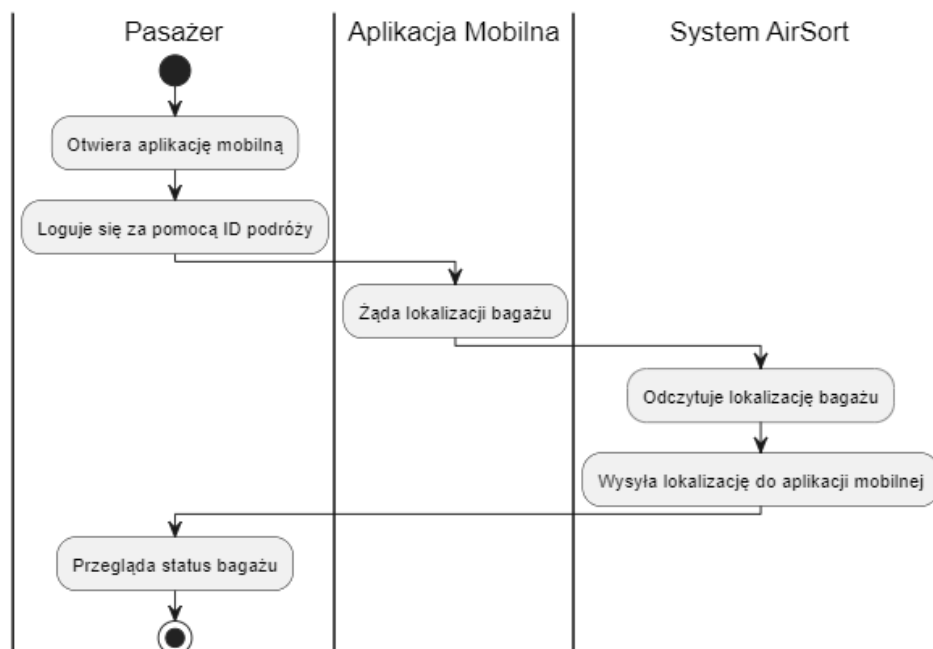 Pasażer
Aplikacja Mobilna
System AirSort
Otwiera aplikację mobilną
Loguje się za pomocą ID podróży
Żąda lokalizacji bagażu
Odczytuje lokalizację bagażu
Wysyła lokalizację do aplikacji mobilnej
Przegląda status bagażu